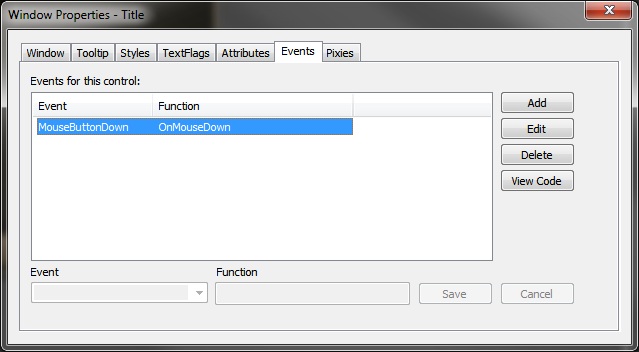 Window Properties - Title
Window Tooltip Styles TextFlags Attributes Events Pixies
Events for this control:
Event Function
MouseButtonDown OnMouseDown
Add
Edit
Delete
View Code
Event Function
Save Cancel